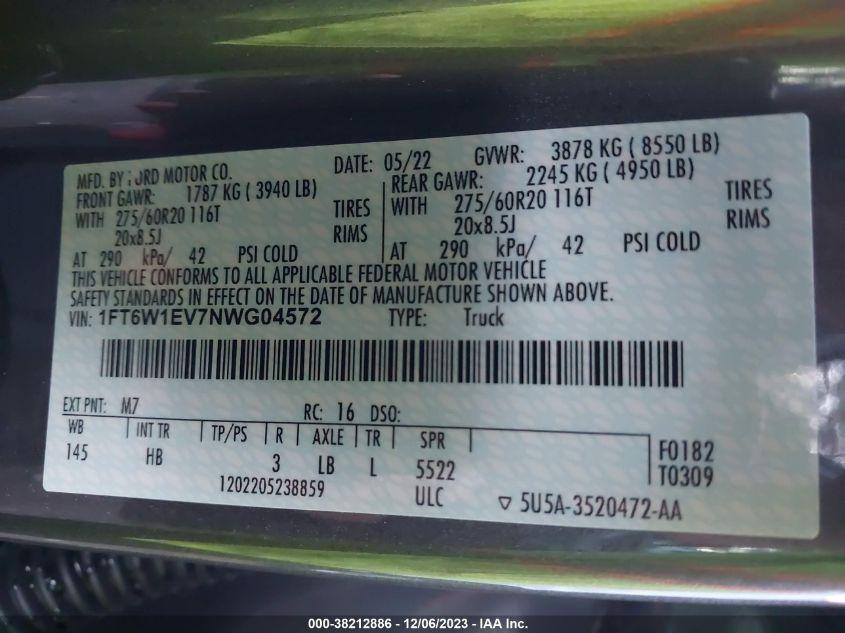 MFD. BY FORD MOTOR CO. DATE: 05/22 GVWR: 3878 KG ( 8550 LB)
FRONT GAWR: 1787 KG ( 3940 LB) REAR GAWR: 2245 KG ( 4950 LB)
WITH 275/60R20 116T TIRES WITH 275/60R20 116T TIRES
20x8.5J RIMS 20x8.5J RIMS
AT 290 kPa/ 42 PSI COLD AT 290 kPa/ 42 PSI COLD
THIS VEHICLE CONFORMS TO ALL APPLICABLE FEDERAL MOTOR VEHICLE
SAFETY STANDARDS IN EFFECT ON THE DATE OF MANUFACTURE SHOWN ABOVE.
VIN: 1FT6W1EV7NWG04572 TYPE: Truck
EXT PNT: M7 RC: 16 DSO:
WB INT TR TP/PS R AXLE TR SPR F0182
145 HB 3 LB L 5522 T0309
1202205238859 ULC ▽ 5U5A-3520472-AA
000-38212886 - 12/06/2023 - IAA Inc.